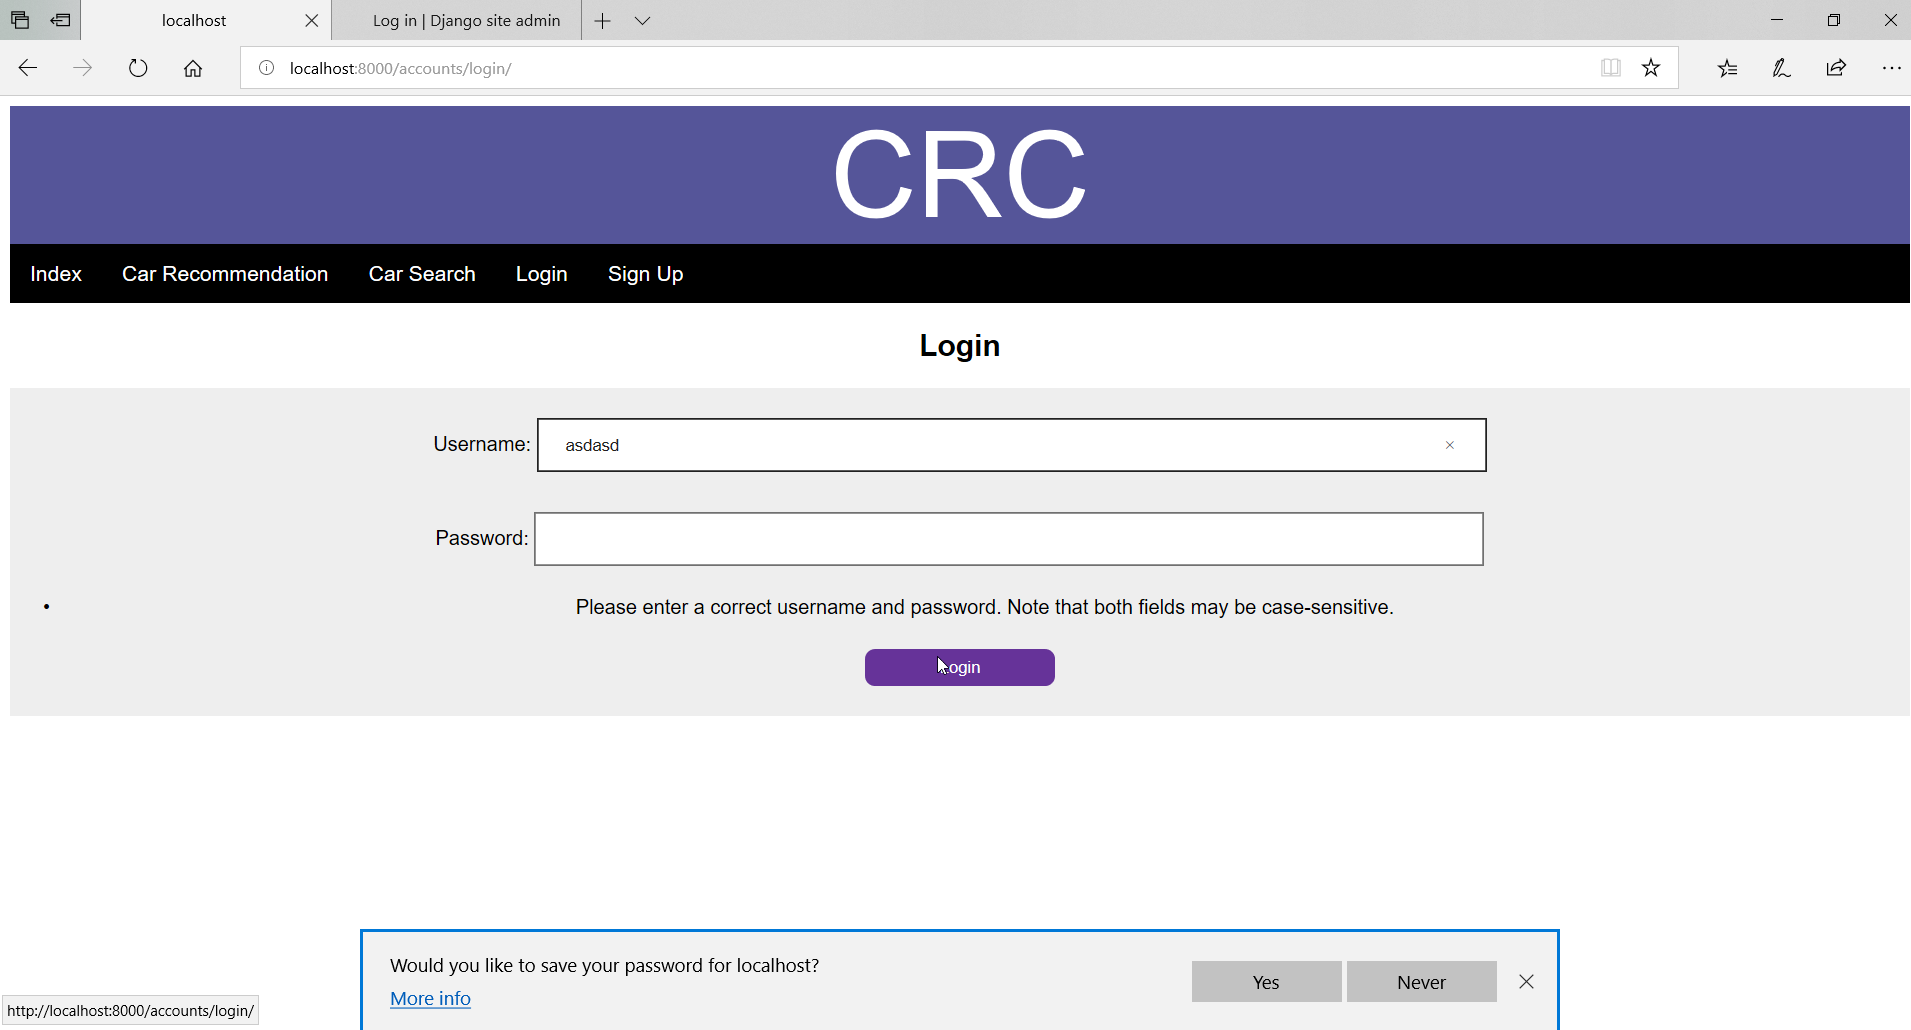 localhost
Log in | Django site admin
localhost:8000/accounts/login/
CRC
Index Car Recommendation Car Search Login Sign Up
Login
Username: asdasd
Password:
• Please enter a correct username and password. Note that both fields may be case-sensitive.
Login
Would you like to save your password for localhost?
More info
Yes
Never
http://localhost:8000/accounts/login/